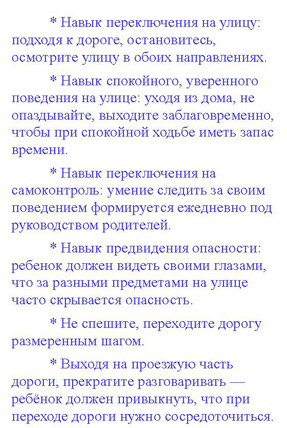 * Навык переключения на улицу:
подходя к дороге, остановитесь,
осмотрите улицу в обоих направлениях.
* Навык спокойного, уверенного
поведения на улице: уходя из дома, не
опаздывайте, выходите заблаговременно,
чтобы при спокойной ходьбе иметь запас
времени.
* Навык переключения на
самоконтроль: умение следить за своим
поведением формируется ежедневно под
руководством родителей.
* Навык предвидения опасности:
ребенок должен видеть своими глазами,
что за разными предметами на улице
часто скрывается опасность.
* Не спешите, переходите дорогу
размеренным шагом.
* Выходя на проезжую часть
дороги, прекратите разговаривать —
ребёнок должен привыкнуть, что при
переходе дороги нужно сосредоточиться.